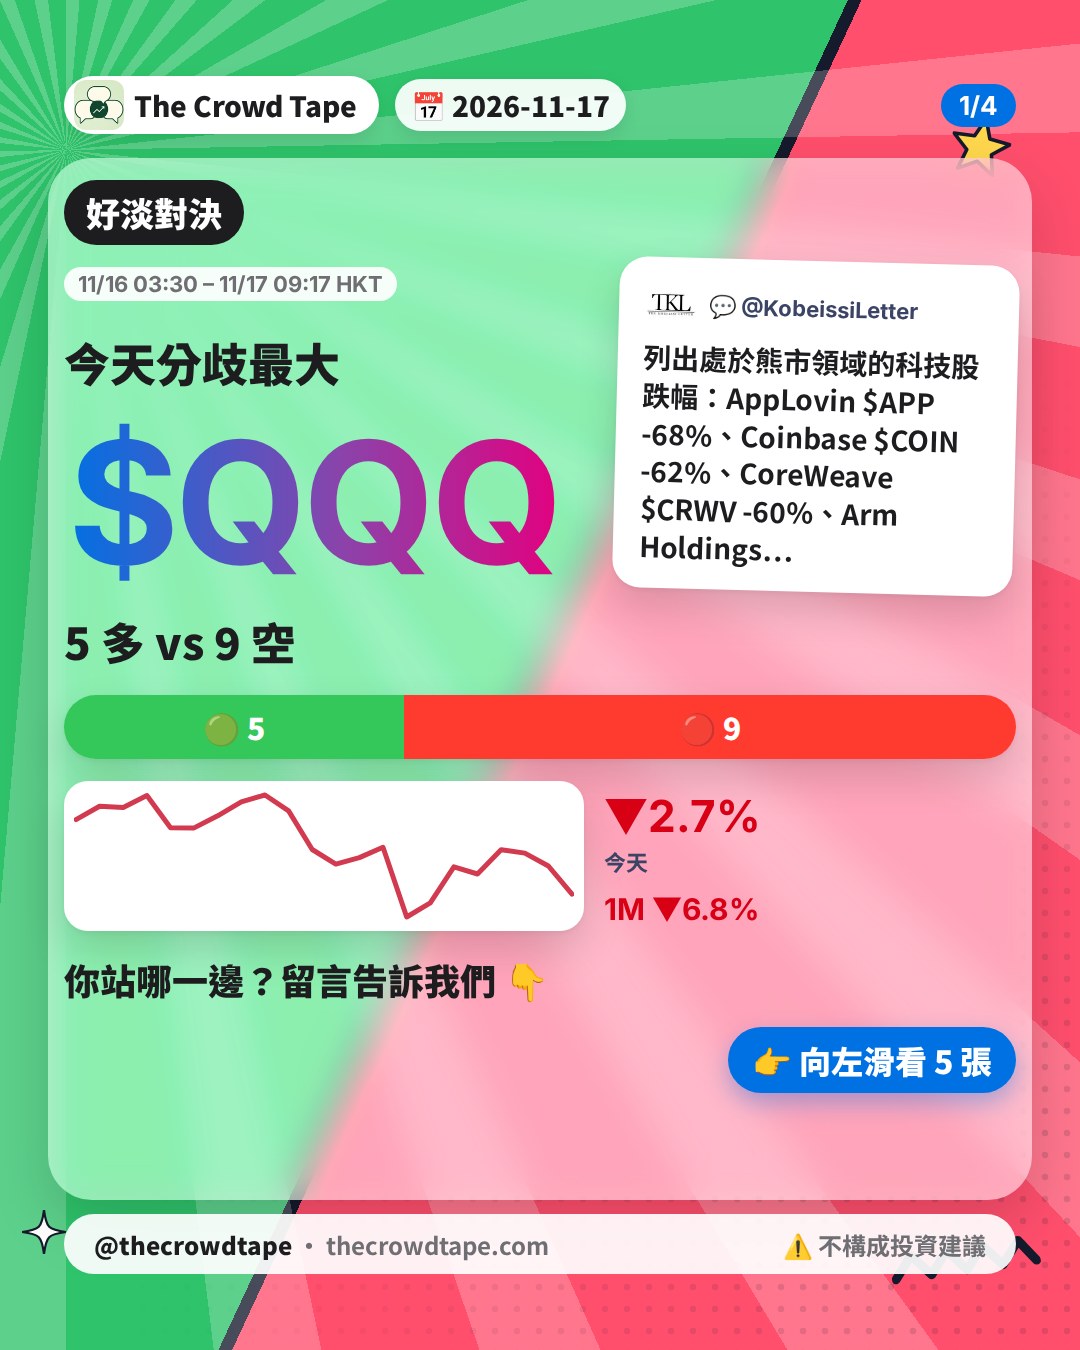 The Crowd Tape
📅 2026-11-17
1/4
好淡對決
11/16 03:30 – 11/17 09:17 HKT
TKL 💬 @KobeissiLetter
列出處於熊市領域的科技股
跌幅：AppLovin $APP
-68%、Coinbase $COIN
-62%、CoreWeave
$CRWV -60%、Arm
Holdings…
今天分歧最大
$QQQ
5 多 vs 9 空
🟢 5
🔴 9
▼2.7%
今天
1M ▼6.8%
你站哪一邊？留言告訴我們 👇
👉 向左滑看 5 張
@thecrowdtape · thecrowdtape.com
⚠️ 不構成投資建議